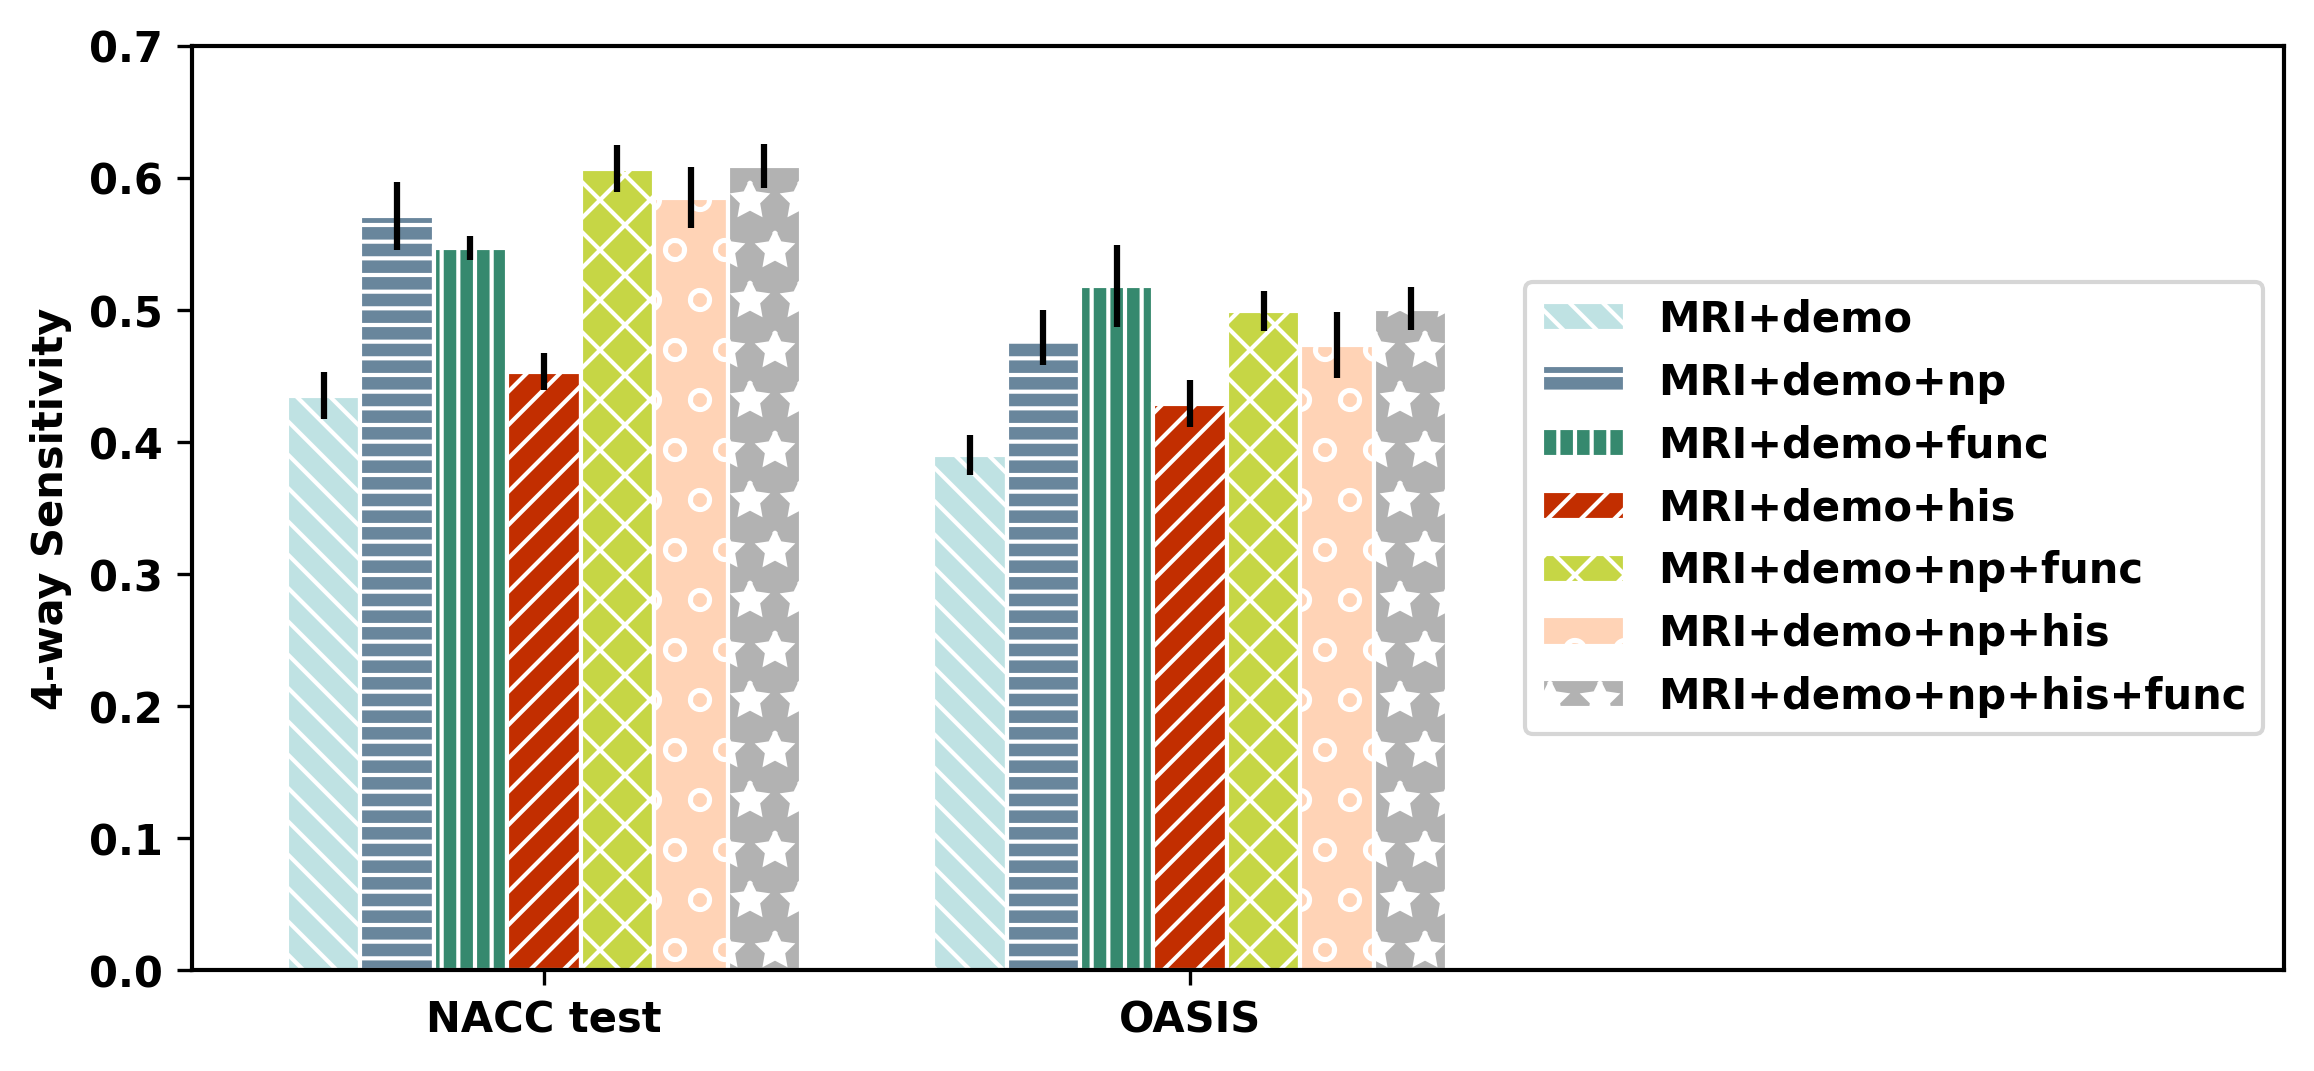 4-way Sensitivity
0.7
0.6
0.5
0.4
0.3
0.2
0.1
0.0
NACC test
OASIS
MRI+demo
MRI+demo+np
MRI+demo+func
MRI+demo+his
MRI+demo+np+func
MRI+demo+np+his
MRI+demo+np+his+func